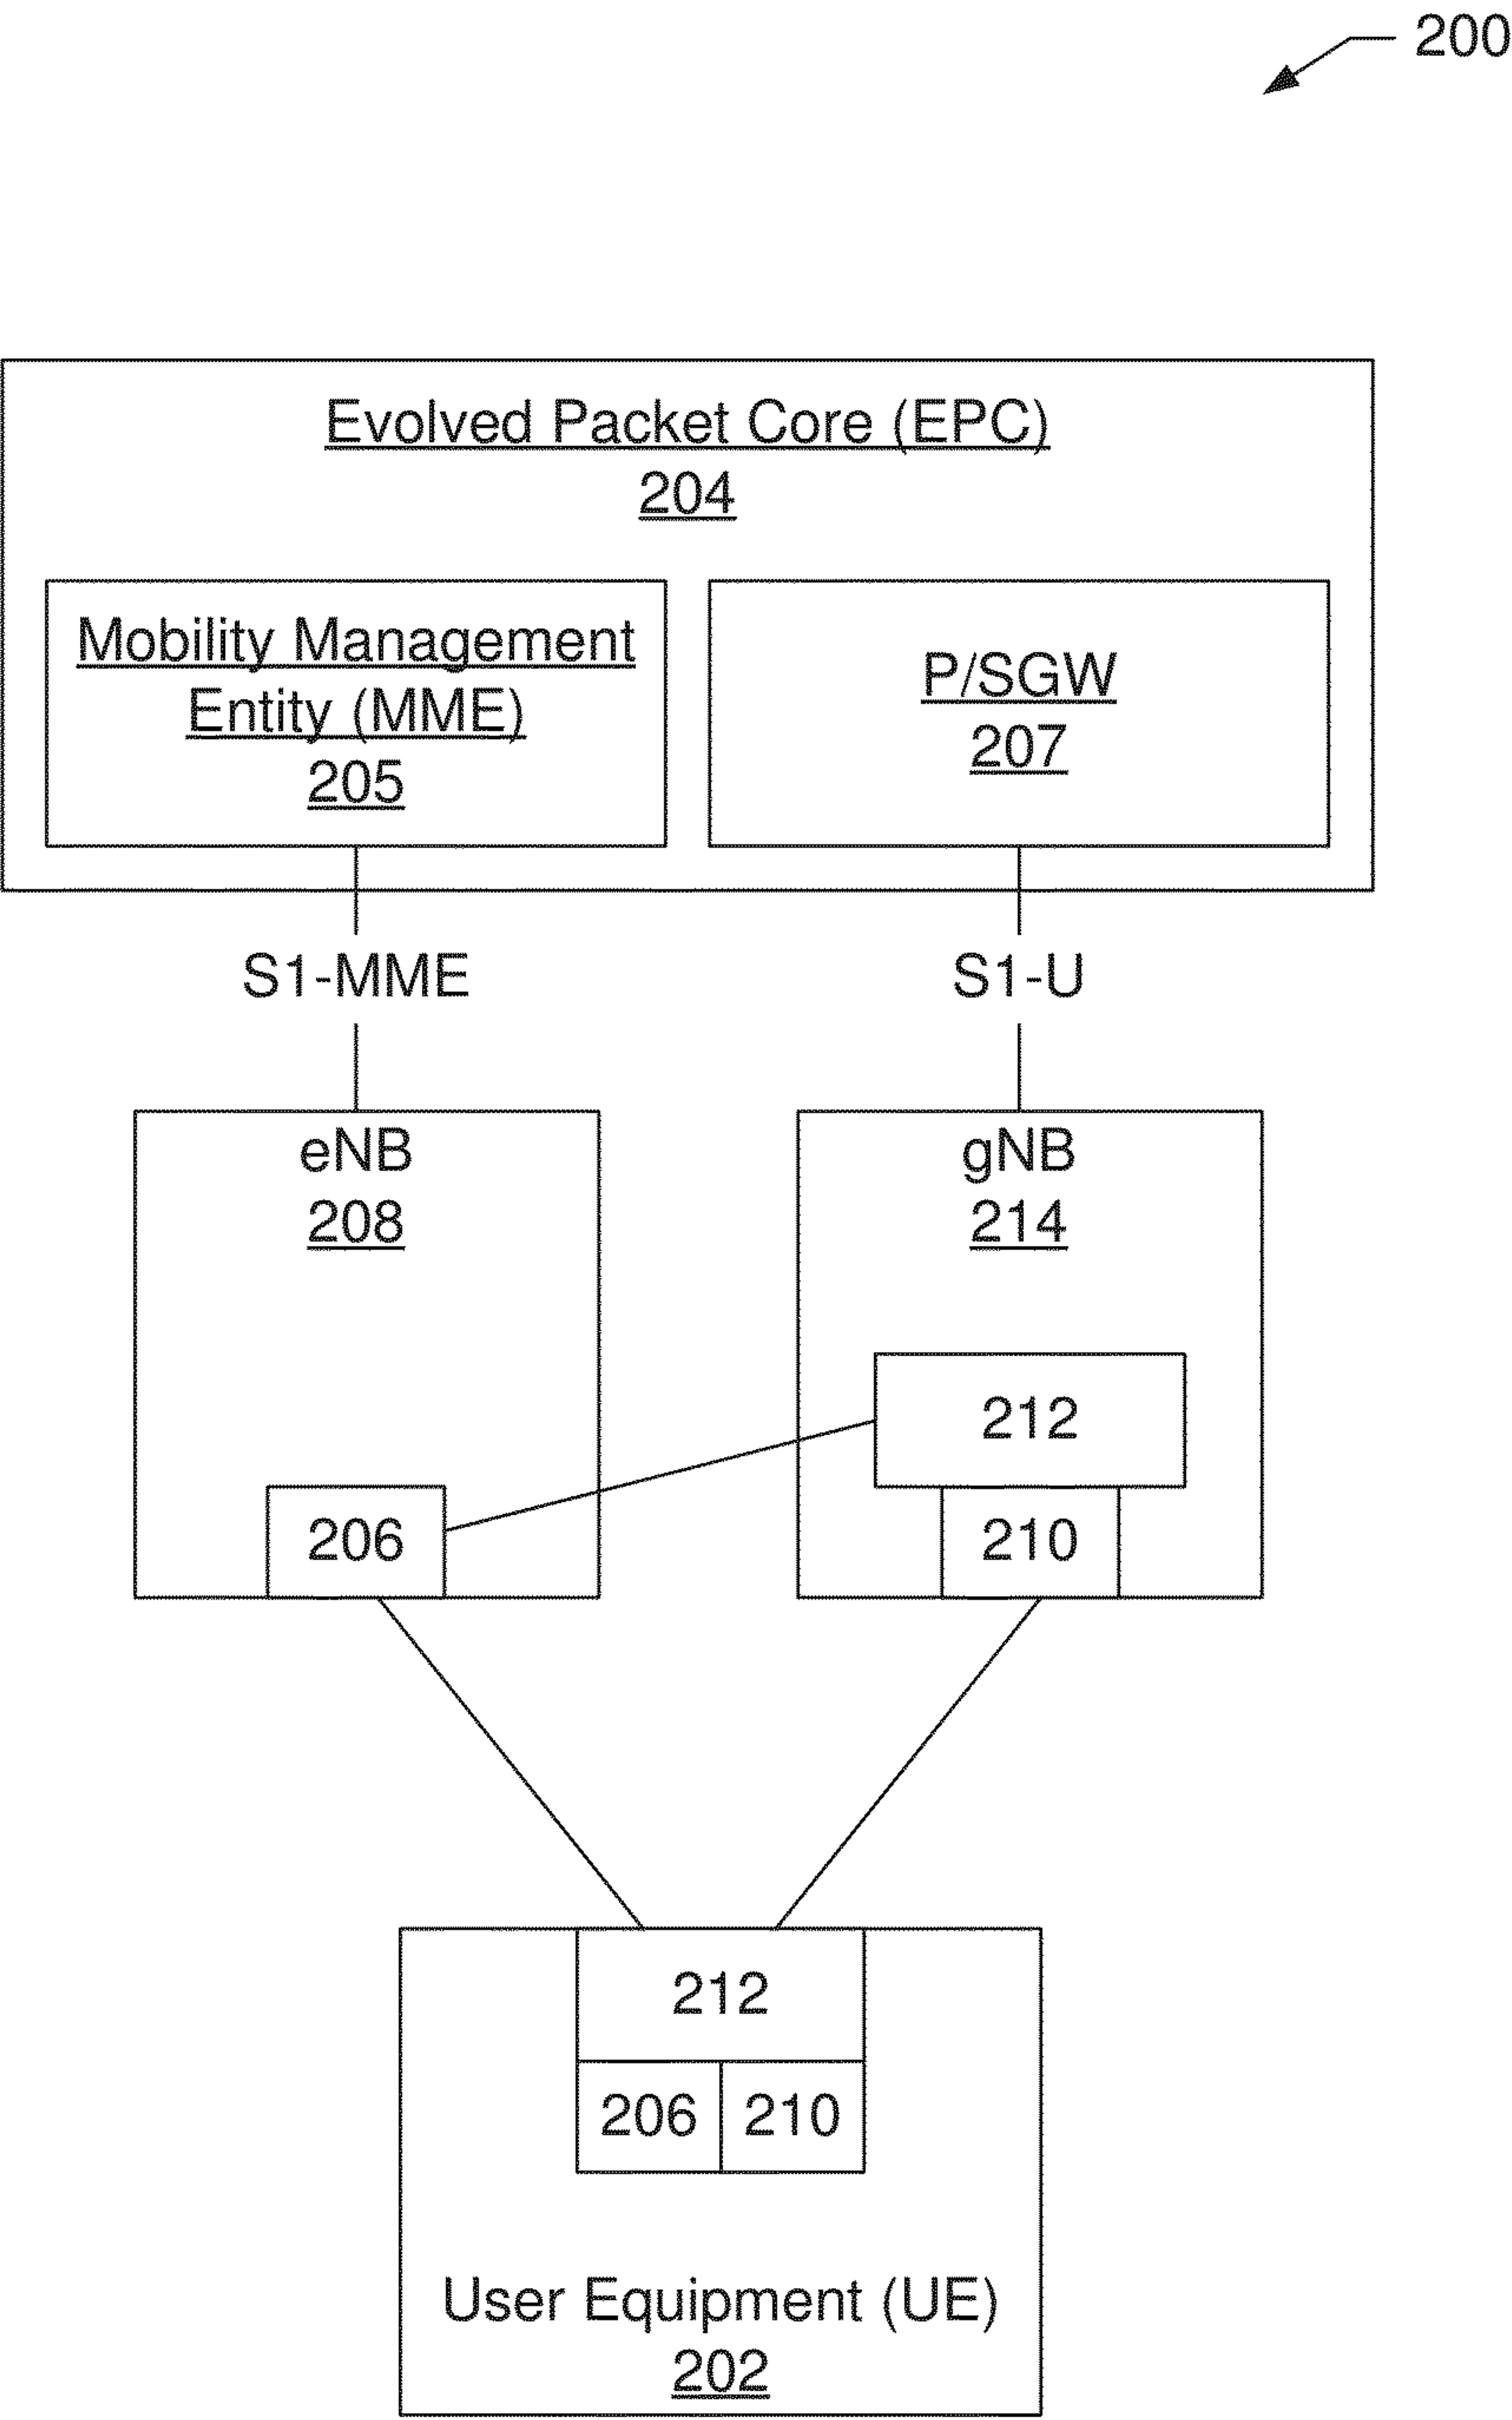 200
Evolved Packet Core (EPC)
204
Mobility Management
Entity (MME)
205
P/SGW
207
S1-MME
S1-U
eNB
208
gNB
214
212
206
210
212
206
210
User Equipment (UE)
202